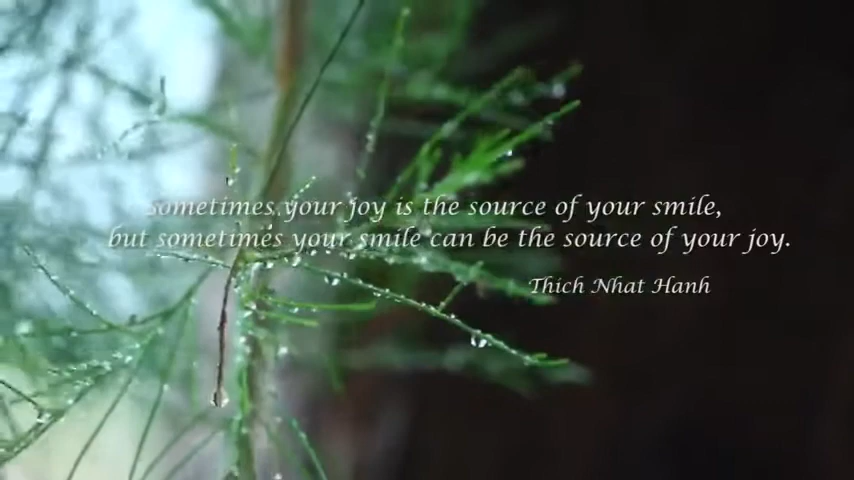 Sometimes your joy is the source of your smile,
but sometimes your smile can be the source of your joy.
Thich Nhat Hanh